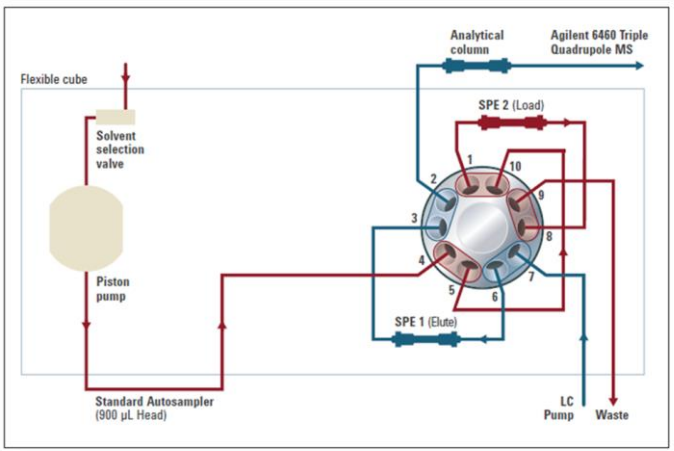 Analytical
column
Agilent 6460 Triple
Quadrupole MS
Flexible cube
SPE 2 (Load)
Solvent
selection
valve
1
10
2
9
3
8
4
7
5
6
Piston
pump
SPE 1 (Elute)
Standard Autosampler
(900 µL Head)
LC
Pump
Waste